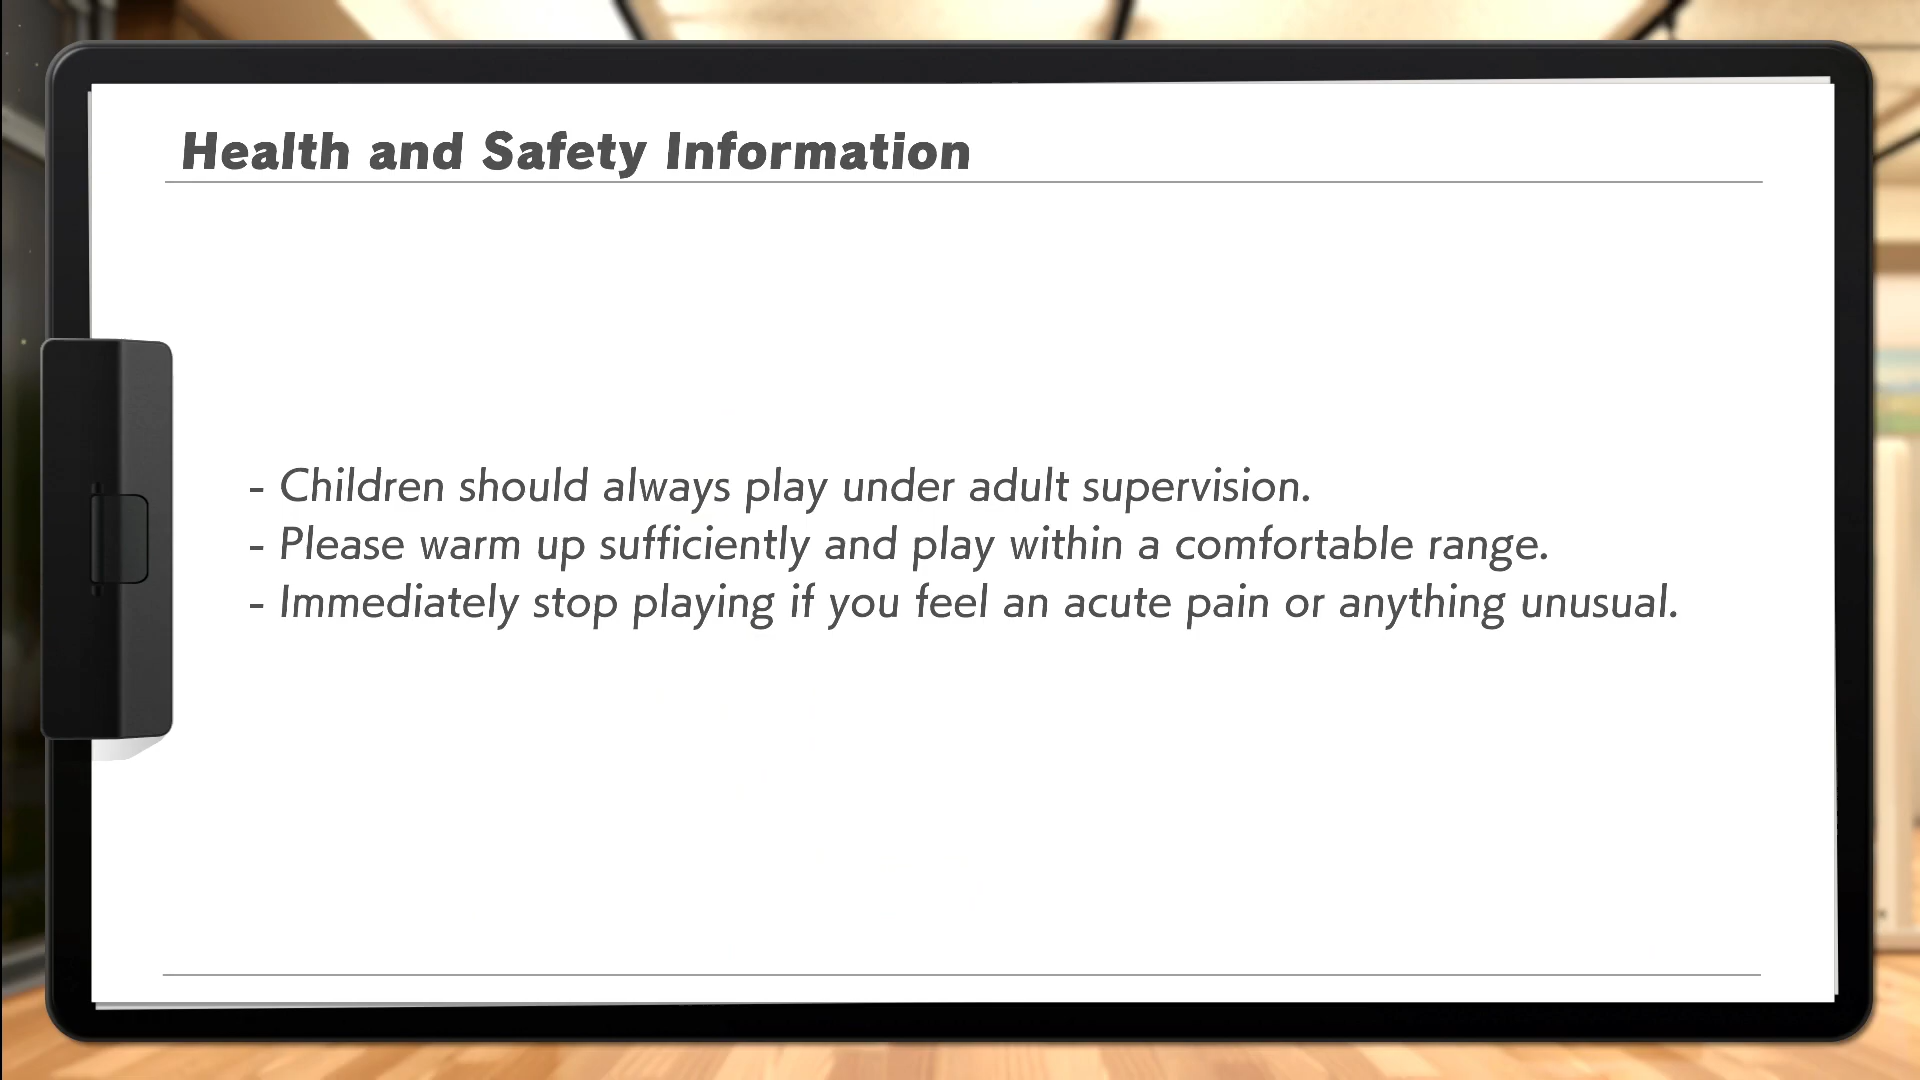 Health and Safety Information
- Children should always play under adult supervision.
- Please warm up sufficiently and play within a comfortable range.
- Immediately stop playing if you feel an acute pain or anything unusual.